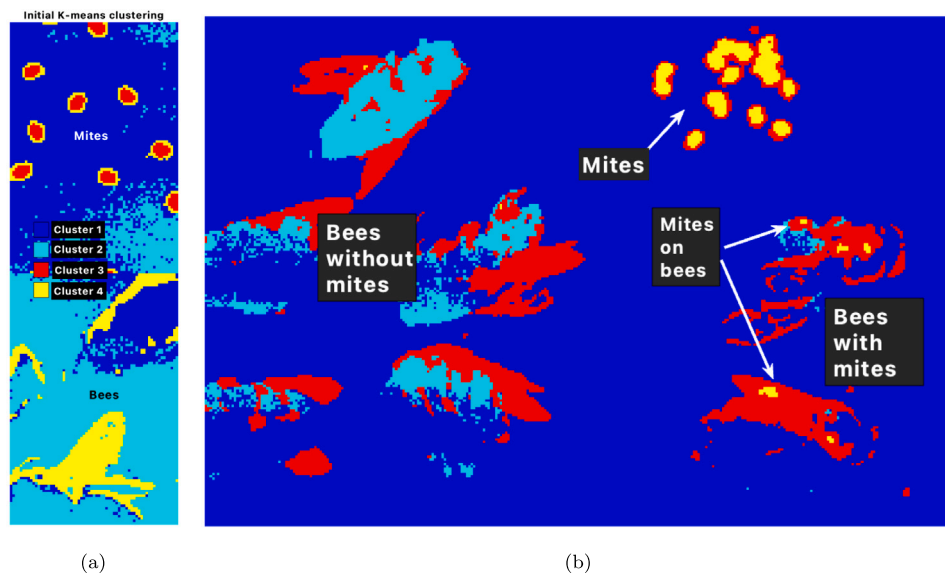 Initial K-means clustering
Mites
Cluster 1
Cluster 2
Cluster 3
Cluster 4
Bees
(a)
Mites
Bees
without
mites
Mites
on
bees
Bees
with
mites
(b)